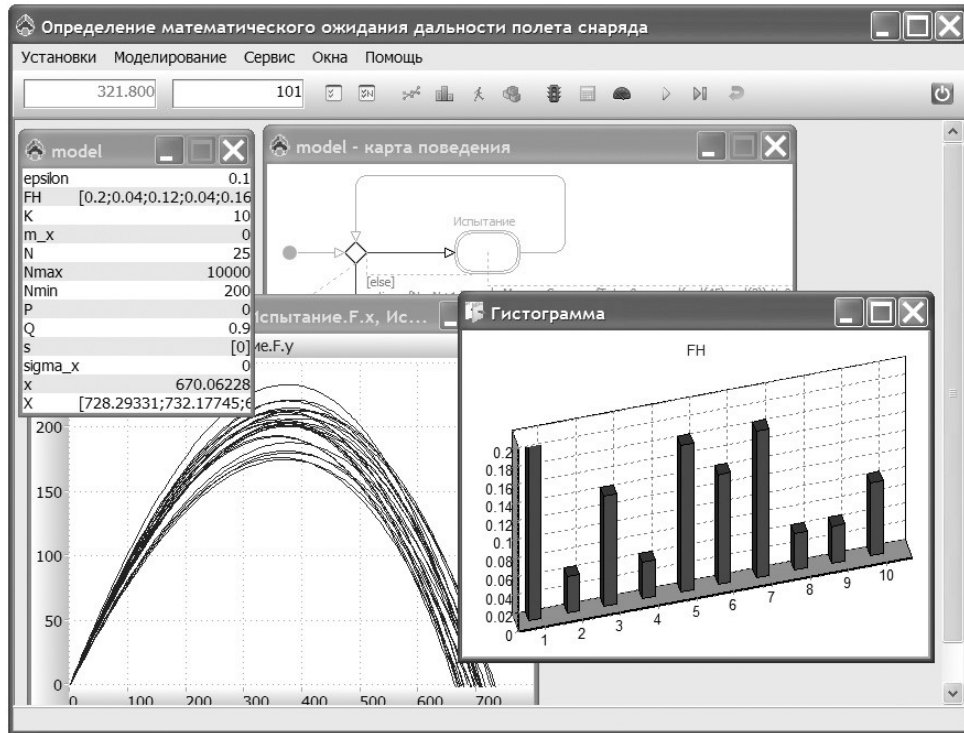 Определение математического ожидания дальности полета снаряда
Установки Моделирование Сервис Окна Помощь
321.800 101
model
epsilon 0.1
FH [0.2;0.04;0.12;0.04;0.16
K 10
m_x 0
N 25
Nmax 10000
Nmin 200
P 0
Q 0.9
s [0]
sigma_x 0
x 670.06228
X [728.29331;732.17745;6
model - карта поведения
Испытание
[else]
Испытание.F.x, Ис...
ие.F.y
200
150
100
50
0
0 100 200 300 400 500 600 700
Гистограмма
FH
0.2
0.18
0.16
0.14
0.12
0.1
0.08
0.06
0.04
0.02
0
1 2 3 4 5 6 7 8 9 10